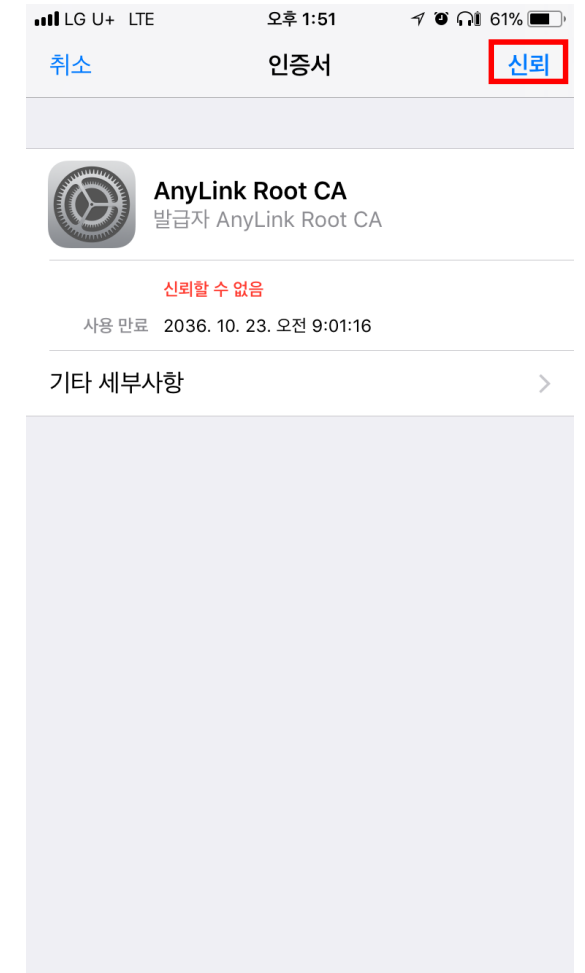 LG U+ LTE 오후 1:51 61%
취소 인증서 신뢰
AnyLink Root CA
발급자 AnyLink Root CA
신뢰할 수 없음
사용 만료 2036. 10. 23. 오전 9:01:16
기타 세부사항